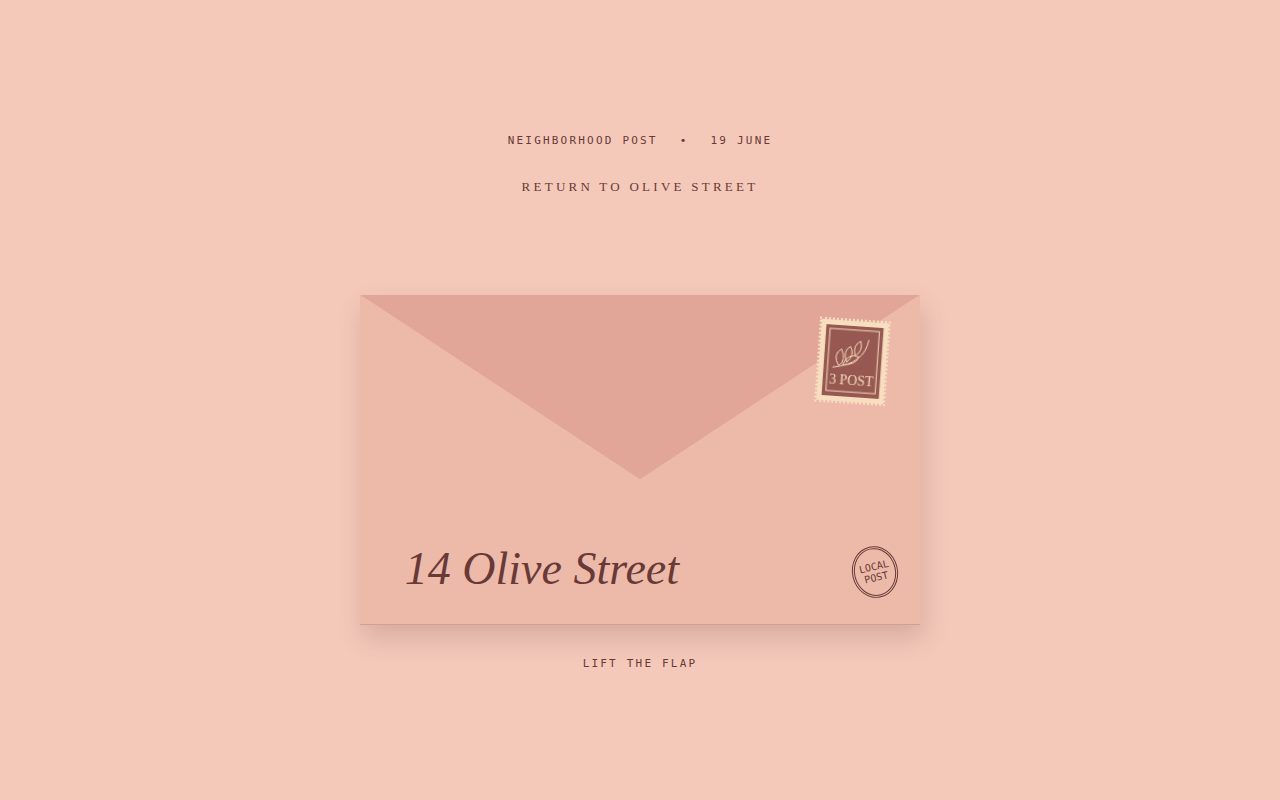 NEIGHBORHOOD POST • 19 JUNE
RETURN TO OLIVE STREET
3 POST
14 Olive Street
LOCAL
POST
LIFT THE FLAP